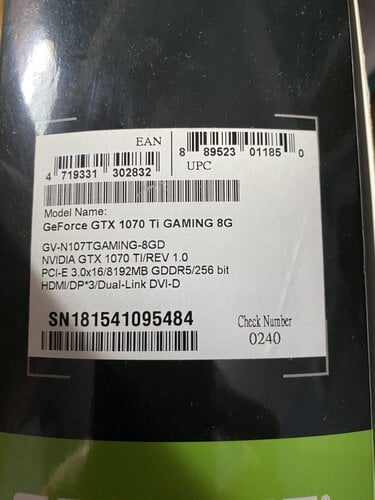 EAN
4 719331 302832
8 89523 01185 0
UPC
Model Name:
GeForce GTX 1070 Ti GAMING 8G
GV-N107TGAMING-8GD
NVIDIA GTX 1070 TI/REV 1.0
PCI-E 3.0x16/8192MB GDDR5/256 bit
HDMI/DP*3/Dual-Link DVI-D
SN181541095484
Check Number
0240